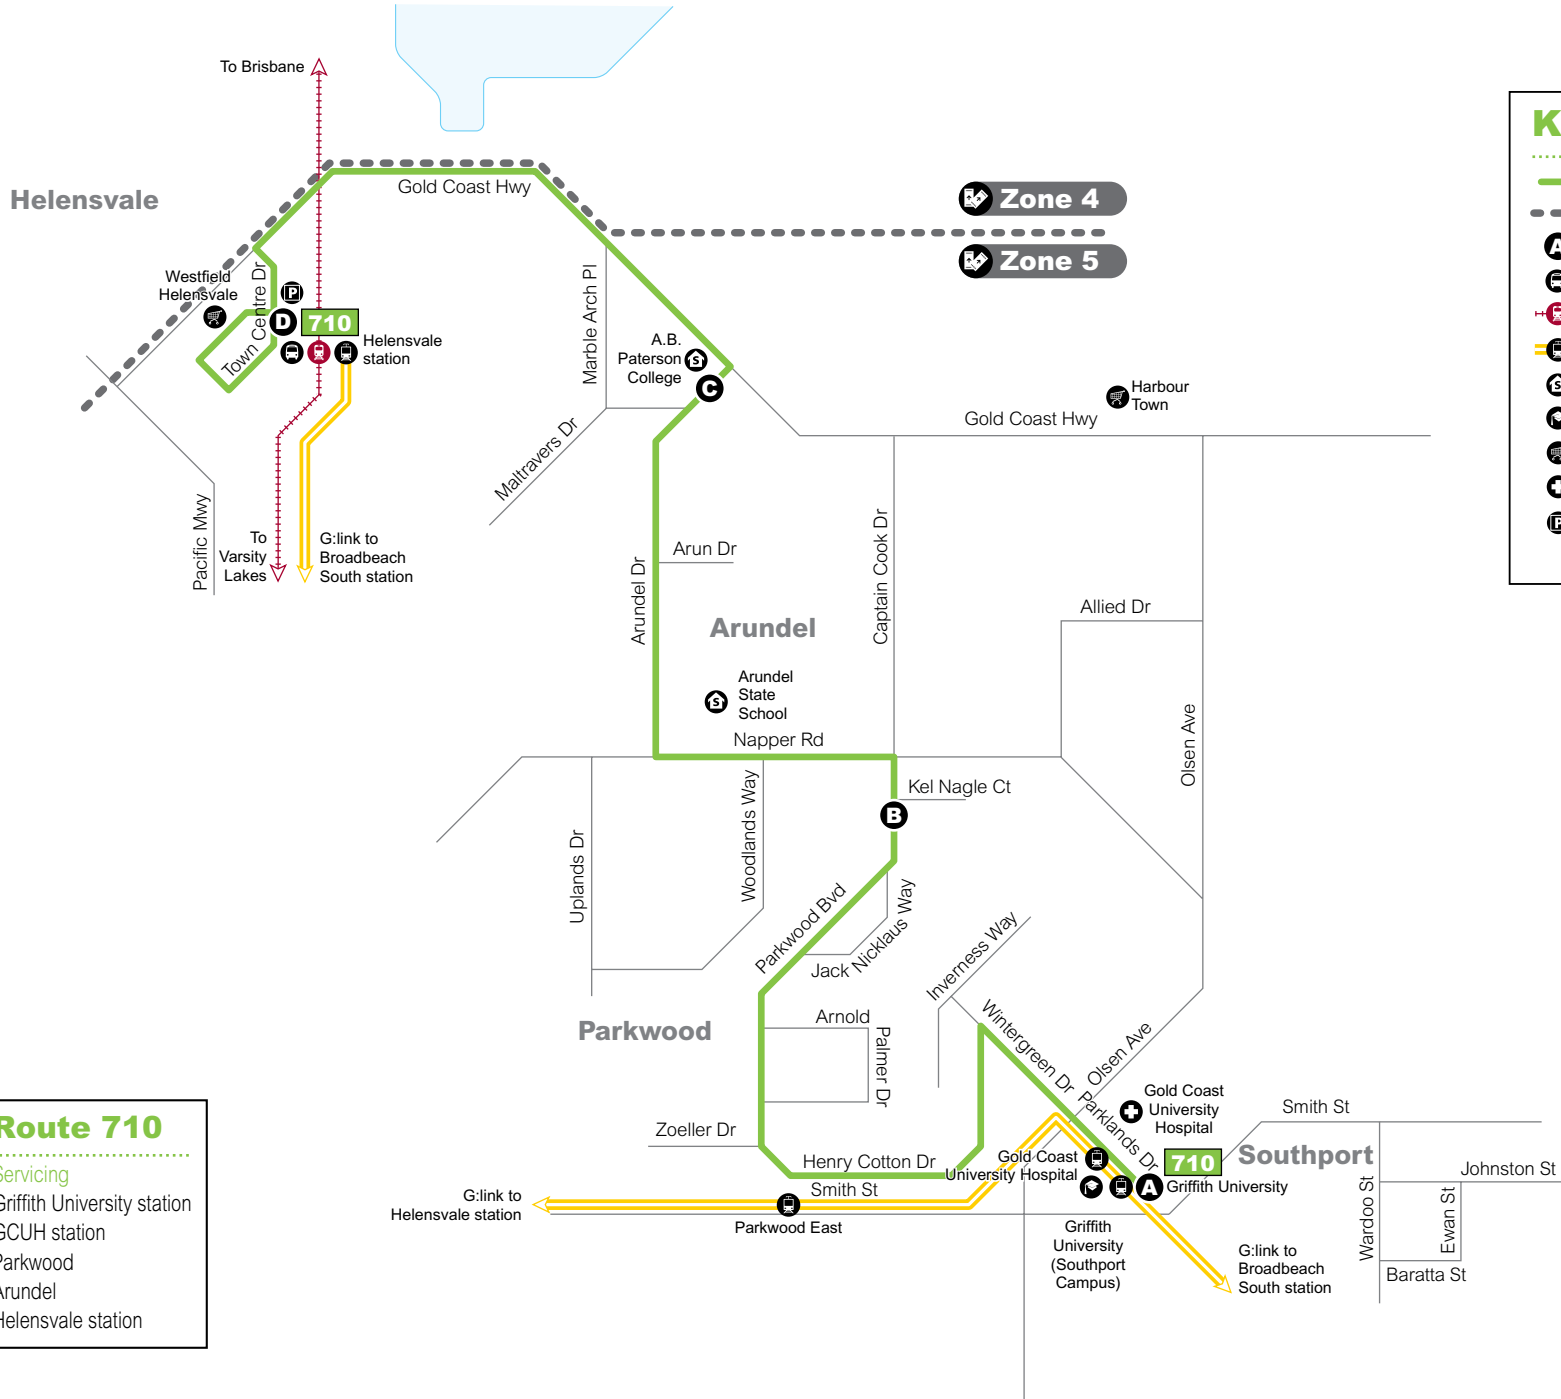 To Brisbane
Helensvale
Gold Coast Hwy
Zone 4
Zone 5
Westfield
Helensvale
Town Centre Dr
P
D
710
Helensvale
station
Marble Arch Pl
A.B.
Paterson
College
S
C
Maltravers Dr
Harbour
Town
Gold Coast Hwy
Pacific Mwy
To
Varsity
Lakes
G:link to
Broadbeach
South station
Arun Dr
Arundel Dr
Captain Cook Dr
Allied Dr
Arundel
Arundel
State
School
S
Napper Rd
Olsen Ave
Kel Nagle Ct
B
Uplands Dr
Woodlands Way
Parkwood Bvd
Jack Nicklaus Way
Inverness Way
Parkwood
Arnold
Palmer Dr
Wintergreen Dr
Olsen Ave
Parklands Dr
Gold Coast
University
Hospital
Smith St
Zoeller Dr
Henry Cotton Dr
Gold Coast
University Hospital
710
Southport
A
Griffith University
Johnston St
Smith St
G:link to
Helensvale station
Parkwood East
Griffith
University
(Southport
Campus)
Wardoo St
Ewan St
G:link to
Broadbeach
South station
Baratta St
Route 710
Servicing
Griffith University station
GCUH station
Parkwood
Arundel
Helensvale station
K
A
S
P